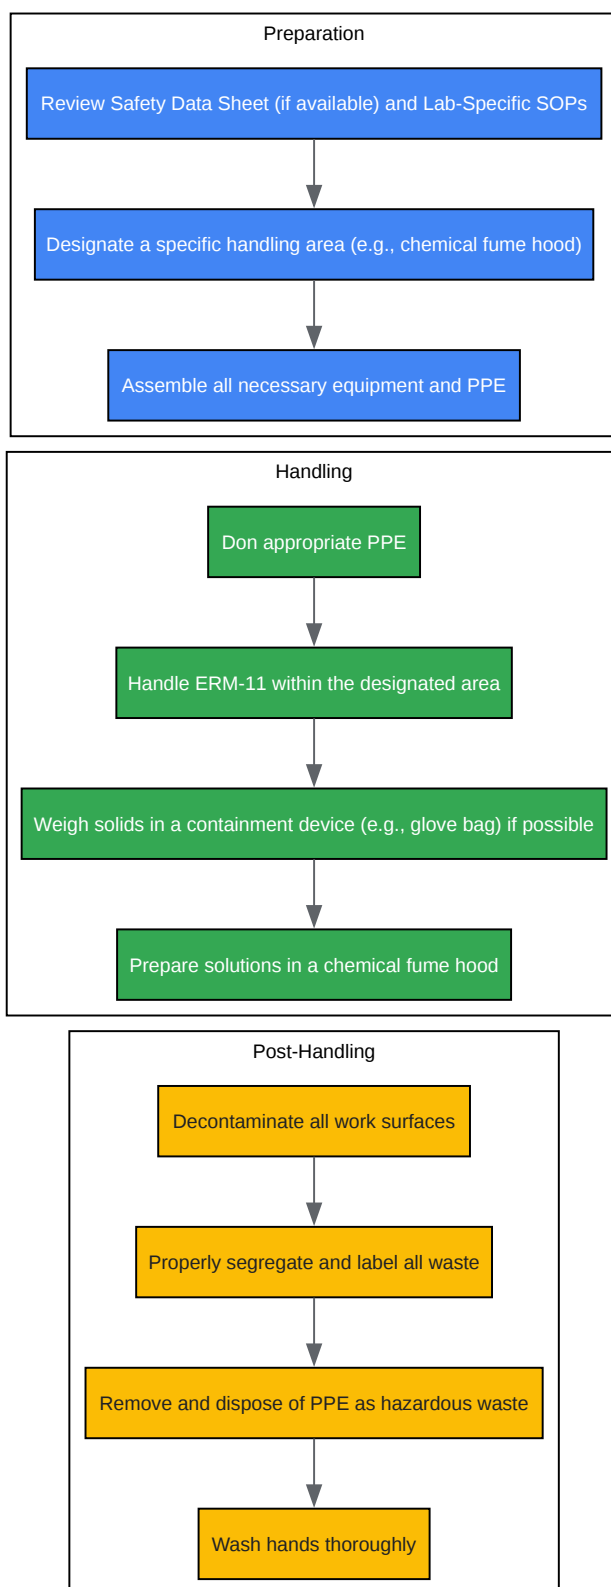 Preparation
Review Safety Data Sheet (if available) and Lab-Specific SOPs
Designate a specific handling area (e.g., chemical fume hood)
Assemble all necessary equipment and PPE
Handling
Don appropriate PPE
Handle ERM-11 within the designated area
Weigh solids in a containment device (e.g., glove bag) if possible
Prepare solutions in a chemical fume hood
Post-Handling
Decontaminate all work surfaces
Properly segregate and label all waste
Remove and dispose of PPE as hazardous waste
Wash hands thoroughly